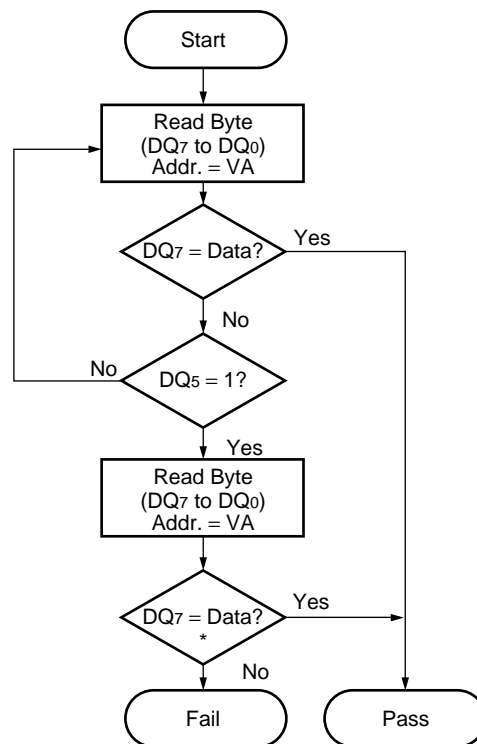 Start
Read Byte
(DQ7 to DQ0)
Addr. = VA
DQ7 = Data?
Yes
No
No
DQ5 = 1?
Yes
Read Byte
(DQ7 to DQ0)
Addr. = VA
DQ7 = Data?
*
Yes
No
Fail
Pass